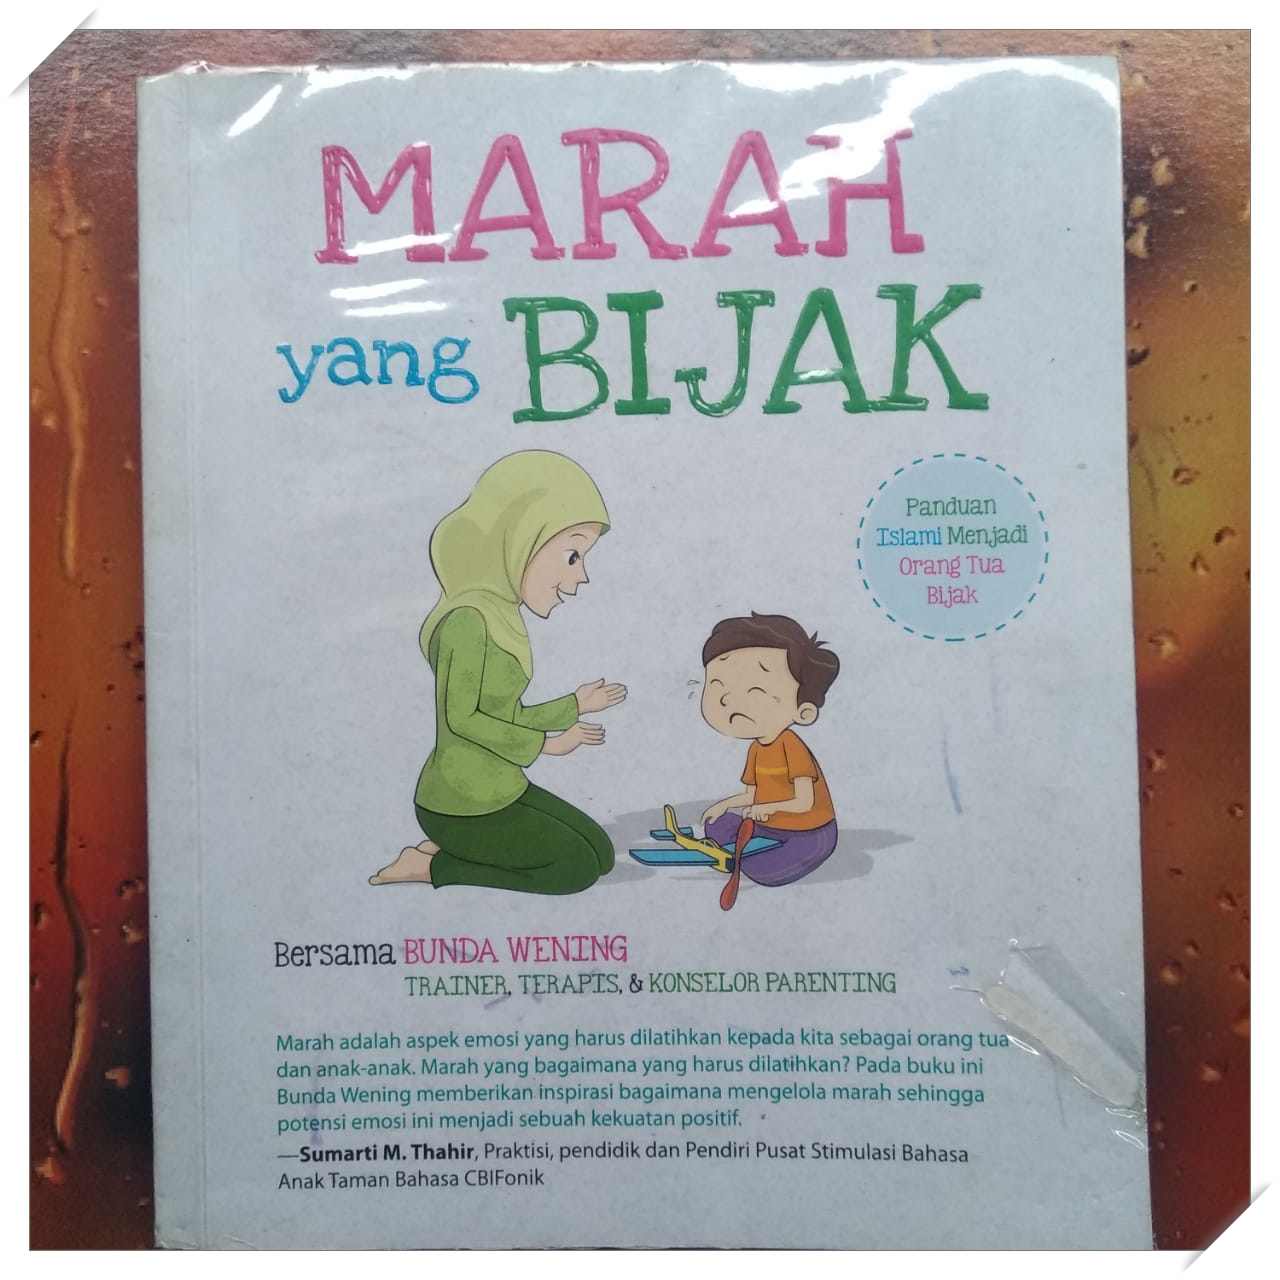 MARAH
yang BIJAK
Panduan
Islami Menjadi
Orang Tua
Bijak
Bersama BUNDA WENING
TRAINER, TERAPIS, & KONSELOR PARENTING
Marah adalah aspek emosi yang harus dilatihkan kepada kita sebagai orang tua
dan anak-anak. Marah yang bagaimana yang harus dilatihkan? Pada buku ini
Bunda Wening memberikan inspirasi bagaimana mengelola marah sehingga
potensi emosi ini menjadi sebuah kekuatan positif.
—Sumarti M. Thahir, Praktisi, pendidik dan Pendiri Pusat Stimulasi Bahasa
Anak Taman Bahasa CBIFonik